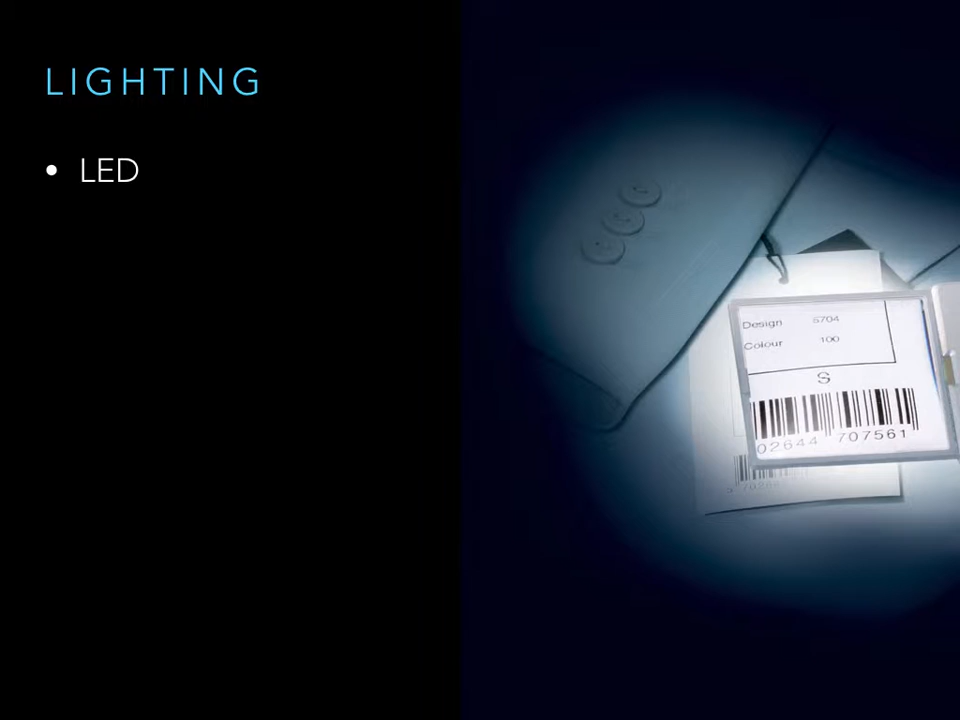 LIGHTING
• LED
Design 5704
Colour 100
S
02644 707561